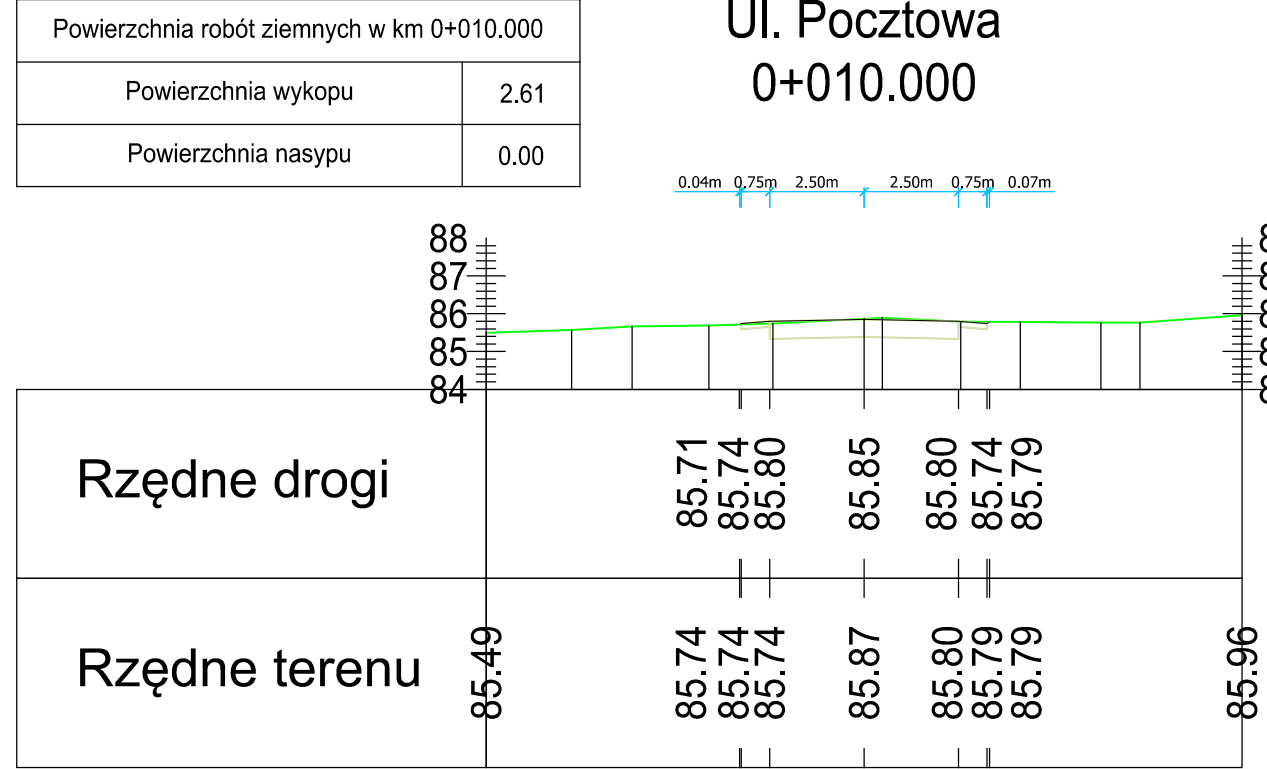 Powierzchnia robót ziemnych w km 0+010.000
Powierzchnia wykopu 2.61
Powierzchnia nasypu 0.00
Ul. Pocztowa
0+010.000
0.04m 0.75m 2.50m 2.50m 0.75m 0.07m
88
87
86
85
84
Rzędne drogi 85.71 85.74 85.80 85.85 85.80 85.74 85.79
Rzędne terenu 85.49 85.74 85.74 85.74 85.87 85.80 85.79 85.79 85.96